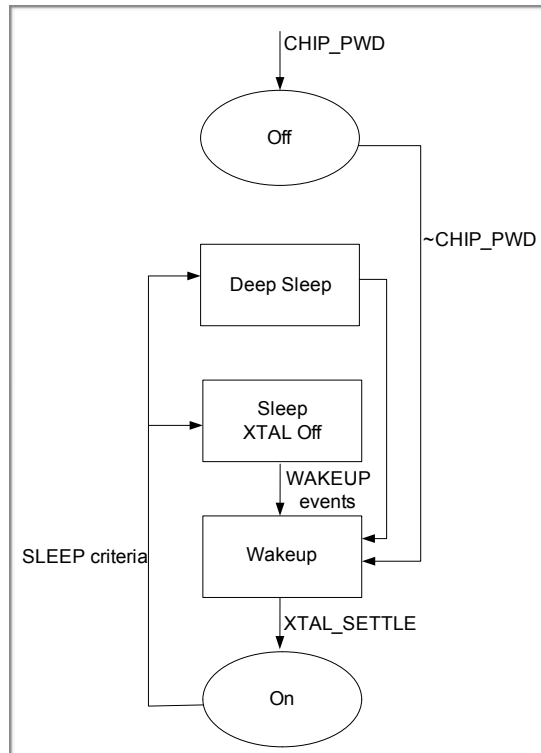 CHIP_PWD
Off
~CHIP_PWD
Deep Sleep
Sleep
XTAL Off
WAKEUP
events
Wakeup
SLEEP criteria
XTAL_SETTLE
On